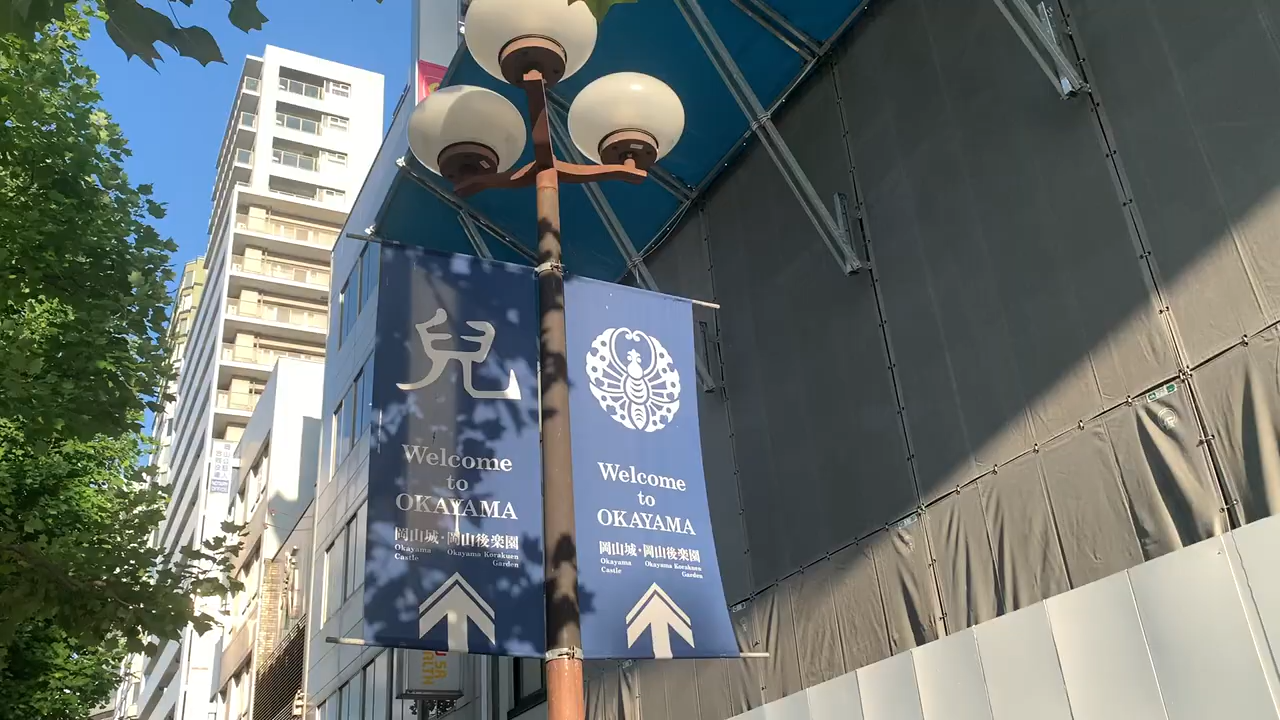 兒
Welcome
to
OKAYAMA
岡山城・岡山後楽園
Okayama
Castle
Okayama Korakuen
Garden
Welcome
to
OKAYAMA
岡山城・岡山後楽園
Okayama
Castle
Okayama Korakuen
Garden